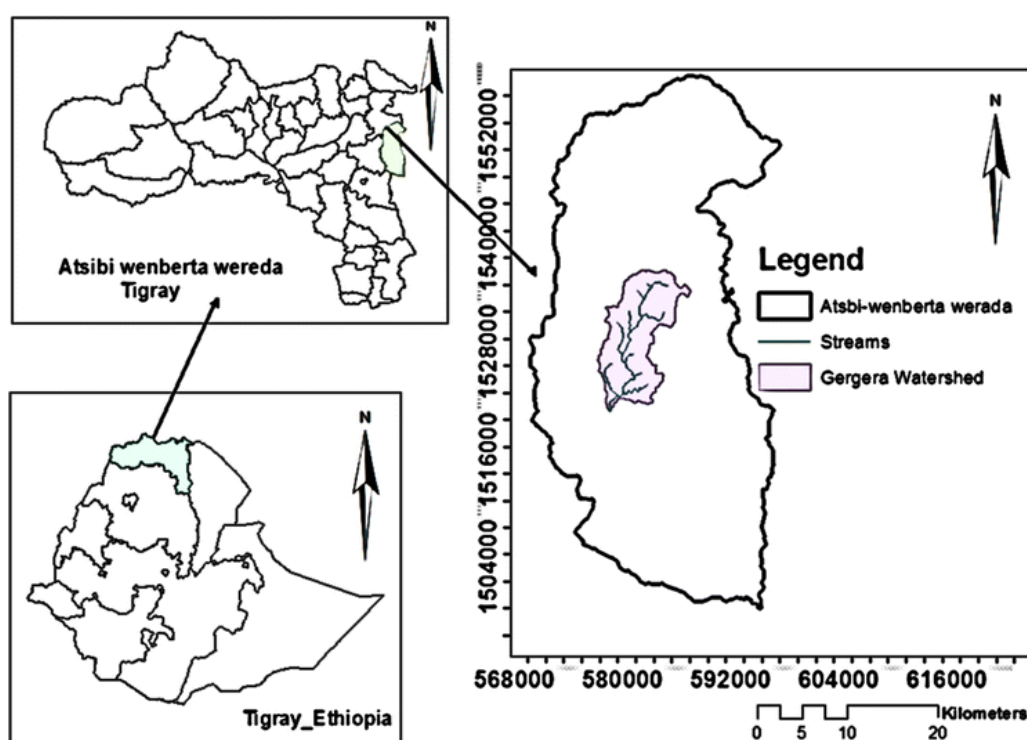 N
Atsibi wenberta wereda
Tigray
N
Tigray_Ethiopia
N
Legend
Atsbi-wenberta werada
Streams
Gergera Watershed
1552000
1540000
1528000
1516000
1504000
568000 580000 592000 604000 616000
Kilometers
0 5 10 20